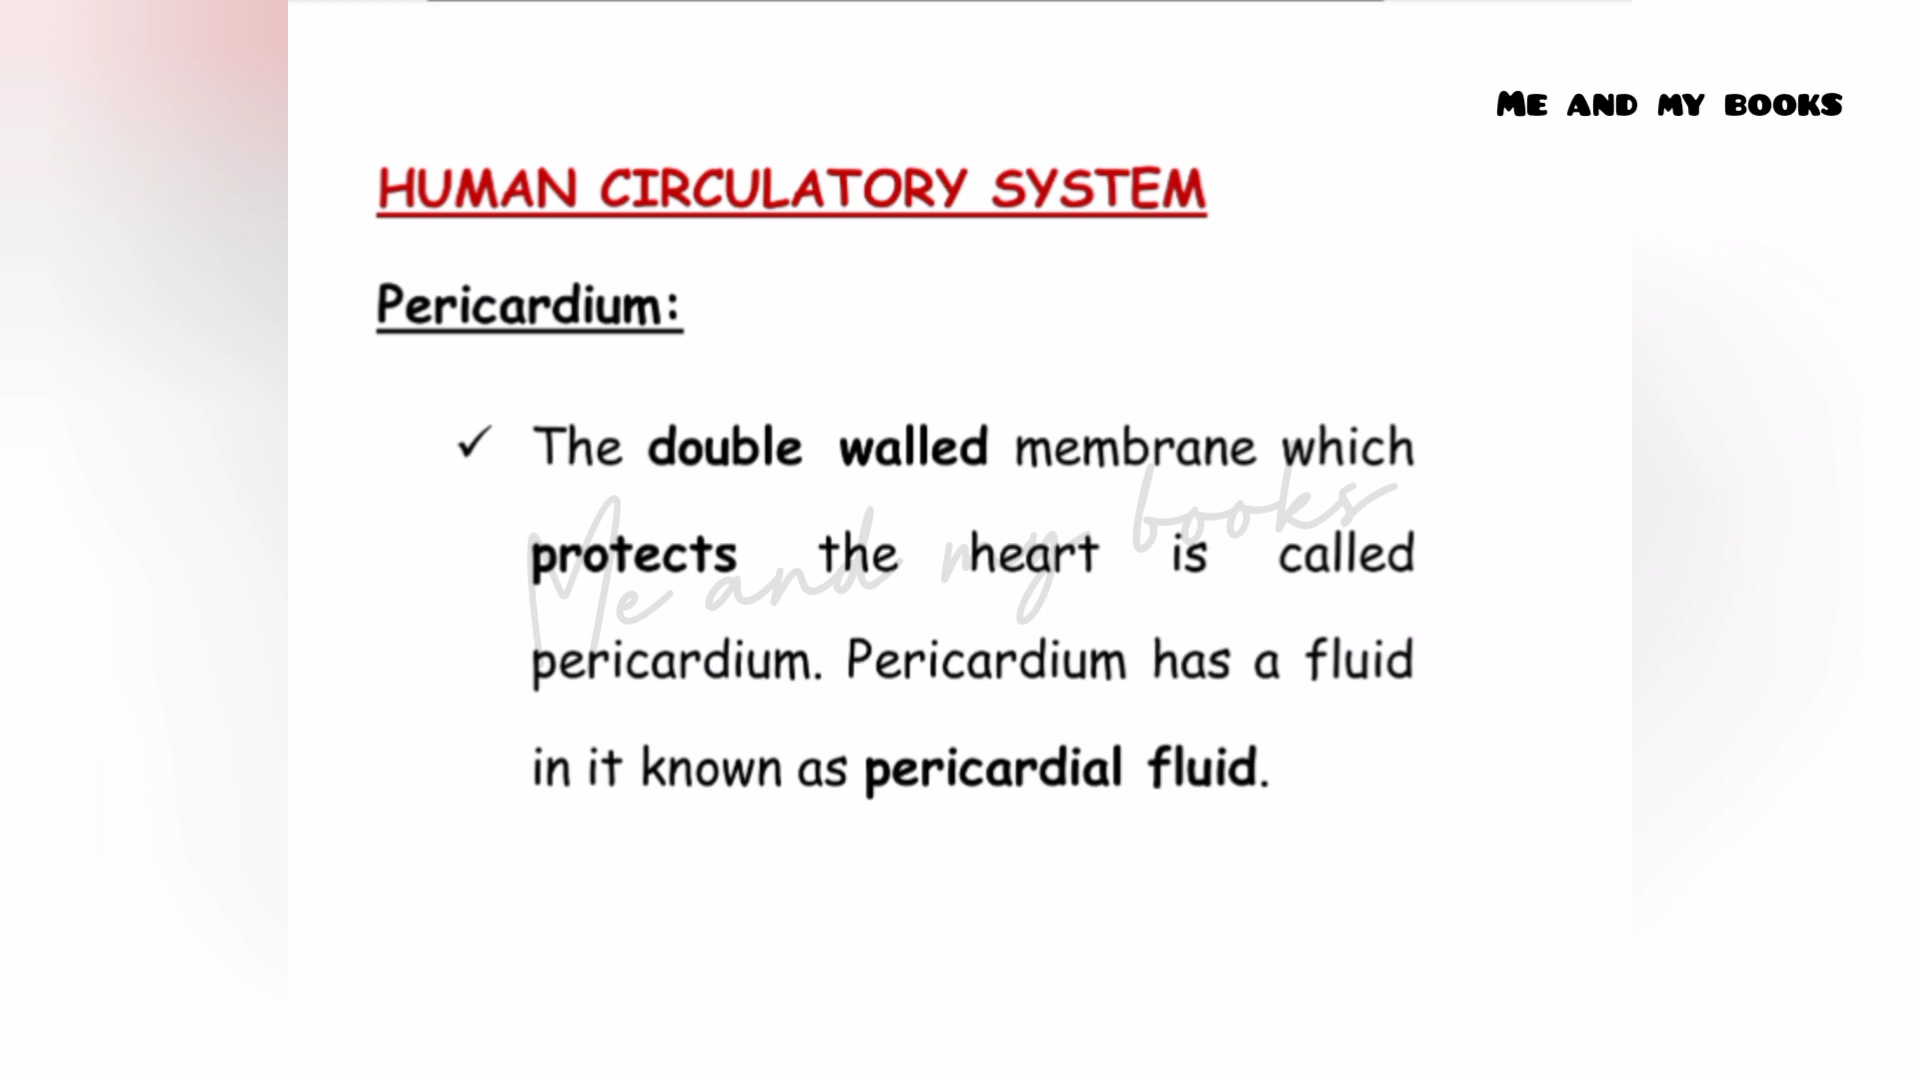 ME AND MY BOOKS
HUMAN CIRCULATORY SYSTEM
Pericardium:
✓ The double walled membrane which
protects the heart is called
pericardium. Pericardium has a fluid
in it known as pericardial fluid.
Me and my books